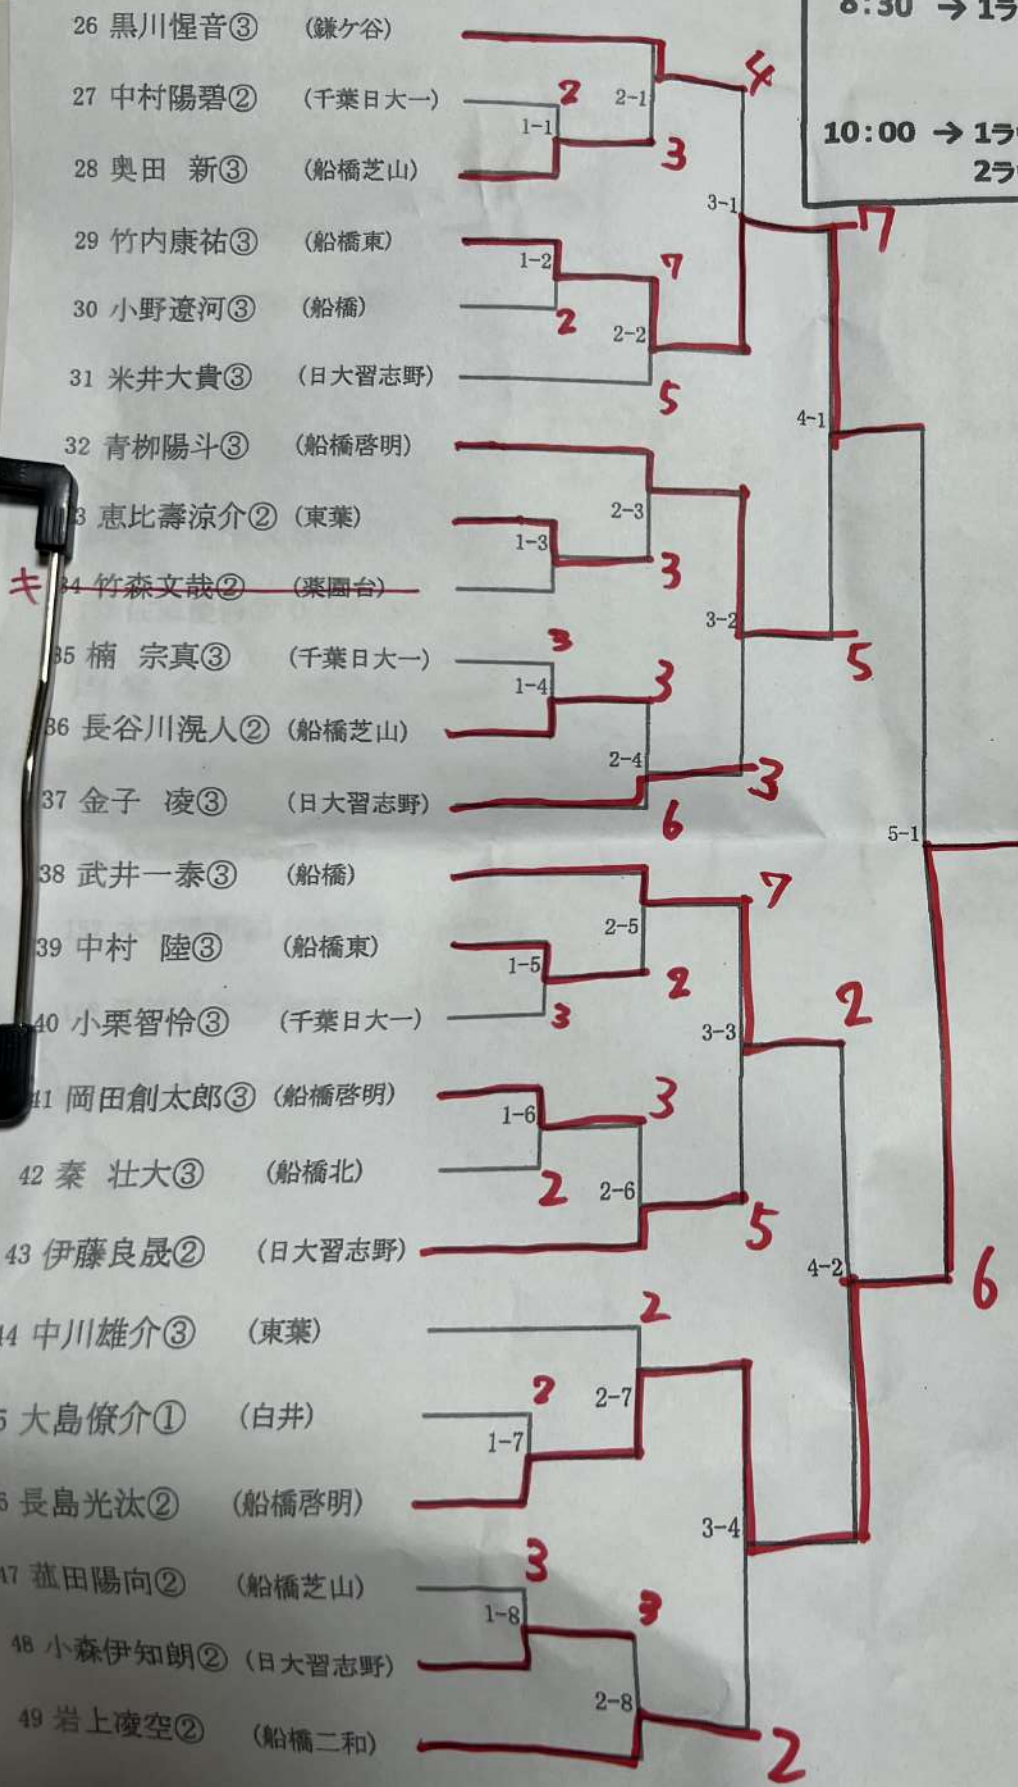 8:30 → 1ラ
26 黒川惺音③ (鎌ケ谷)
4
27 中村陽碧② (千葉日大一)
2
2-1
1-1
10:00 → 1ラ
28 奥田 新③ (船橋芝山)
3
2ラ
3-1
7
29 竹内康祐③ (船橋東)
1-2
7
30 小野遼河③ (船橋)
2
2-2
31 米井大貴③ (日大習志野)
5
4-1
32 青栁陽斗③ (船橋啓明)
2-3
3 恵比壽涼介② (東葉)
1-3
3
キ
34 竹森文哉② (薬園台)
3-2
5
35 楠 宗真③ (千葉日大一)
3
1-4
3
36 長谷川滉人② (船橋芝山)
2-4
3
37 金子 凌③ (日大習志野)
6
5-1
38 武井一泰③ (船橋)
7
2-5
39 中村 陸③ (船橋東)
1-5
2
40 小栗智怜③ (千葉日大一)
3
3-3
2
41 岡田創太郎③ (船橋啓明)
1-6
3
42 秦 壮大③ (船橋北)
2
2-6
5
43 伊藤良晟② (日大習志野)
4-2
6
44 中川雄介③ (東葉)
2
2-7
5 大島僚介① (白井)
2
1-7
6 長島光汰② (船橋啓明)
3-4
47 菰田陽向② (船橋芝山)
3
1-8
3
48 小森伊知朗② (日大習志野)
2-8
49 岩上凌空② (船橋二和)
2